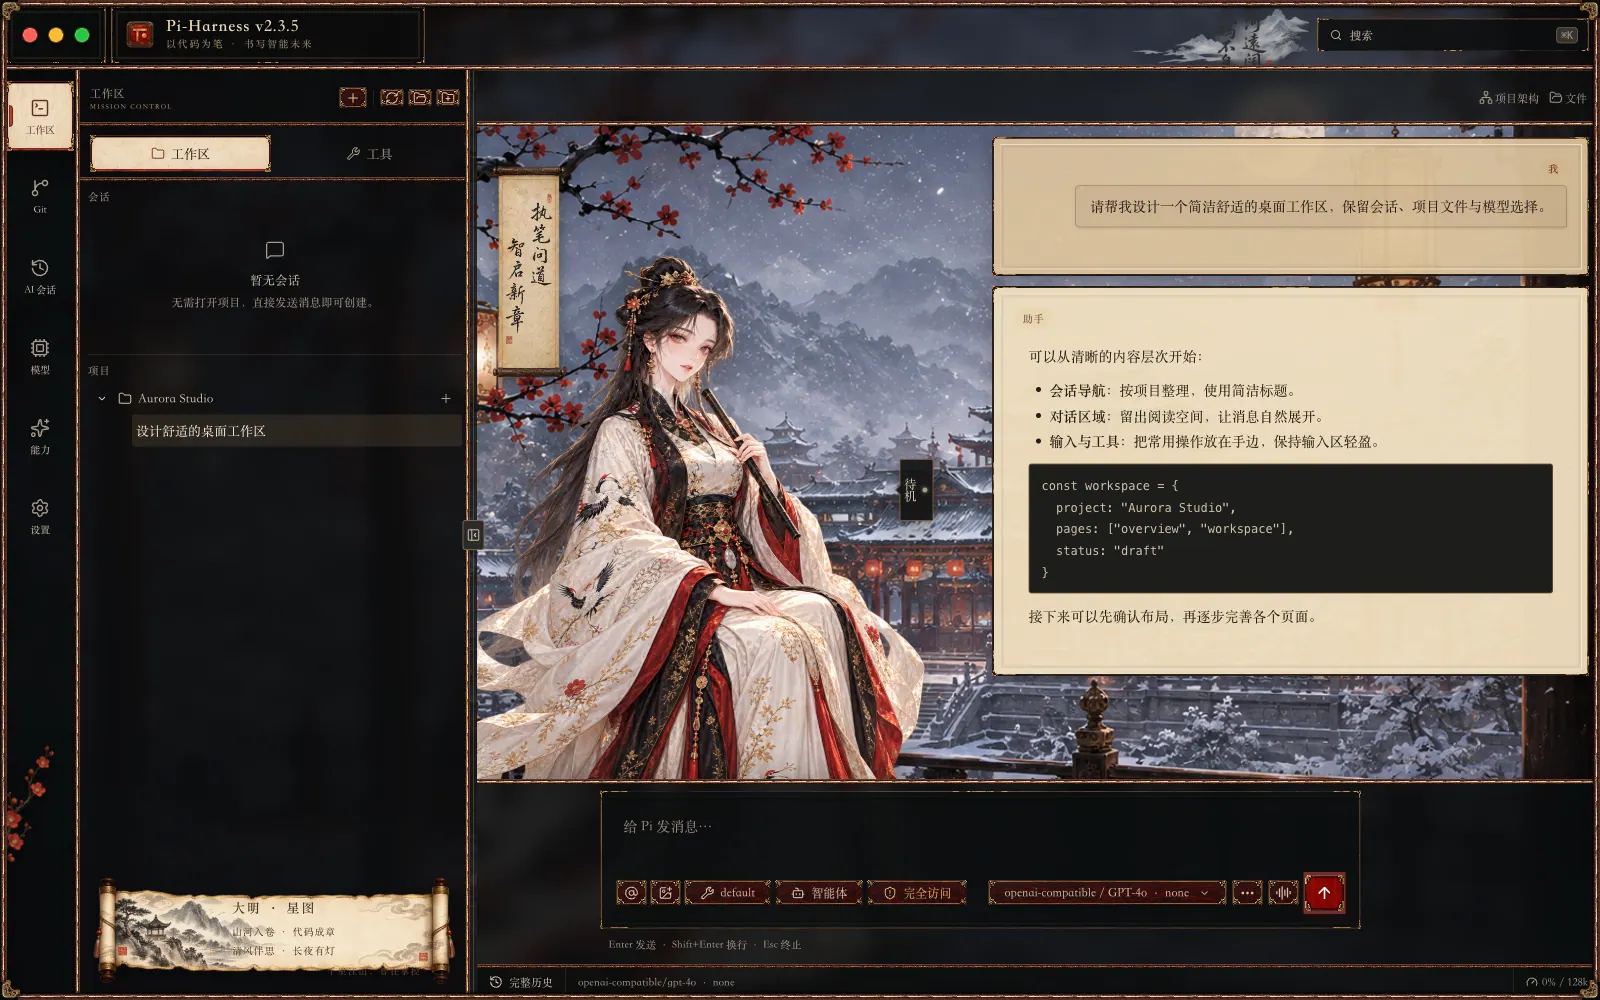 Pi-Harness v2.3.5
以代码为笔 · 书写智能未来
搜索
⌘K
工作区
Git
AI 会话
模型
能力
设置
工作区
MISSION CONTROL
工作区
工具
会话
暂无会话
无需打开项目，直接发送消息即可创建。
项目
Aurora Studio
设计舒适的桌面工作区
大明 · 星图
山河入卷 · 代码成章
清风伴思 · 长夜有灯
项目架构
文件
执笔问道
智启新章
待机
我
请帮我设计一个简洁舒适的桌面工作区，保留会话、项目文件与模型选择。
助手
可以从清晰的内容层次开始：
• 会话导航：按项目整理，使用简洁标题。
• 对话区域：留出阅读空间，让消息自然展开。
• 输入与工具：把常用操作放在手边，保持输入区轻盈。
const workspace = {
project: "Aurora Studio",
pages: ["overview", "workspace"],
status: "draft"
}
接下来可以先确认布局，再逐步完善各个页面。
给 Pi 发消息…
default
智能体
完全访问
openai-compatible / GPT-4o · none
Enter 发送 · Shift+Enter 换行 · Esc 终止
完整历史
openai-compatible/gpt-4o · none
0% / 128k